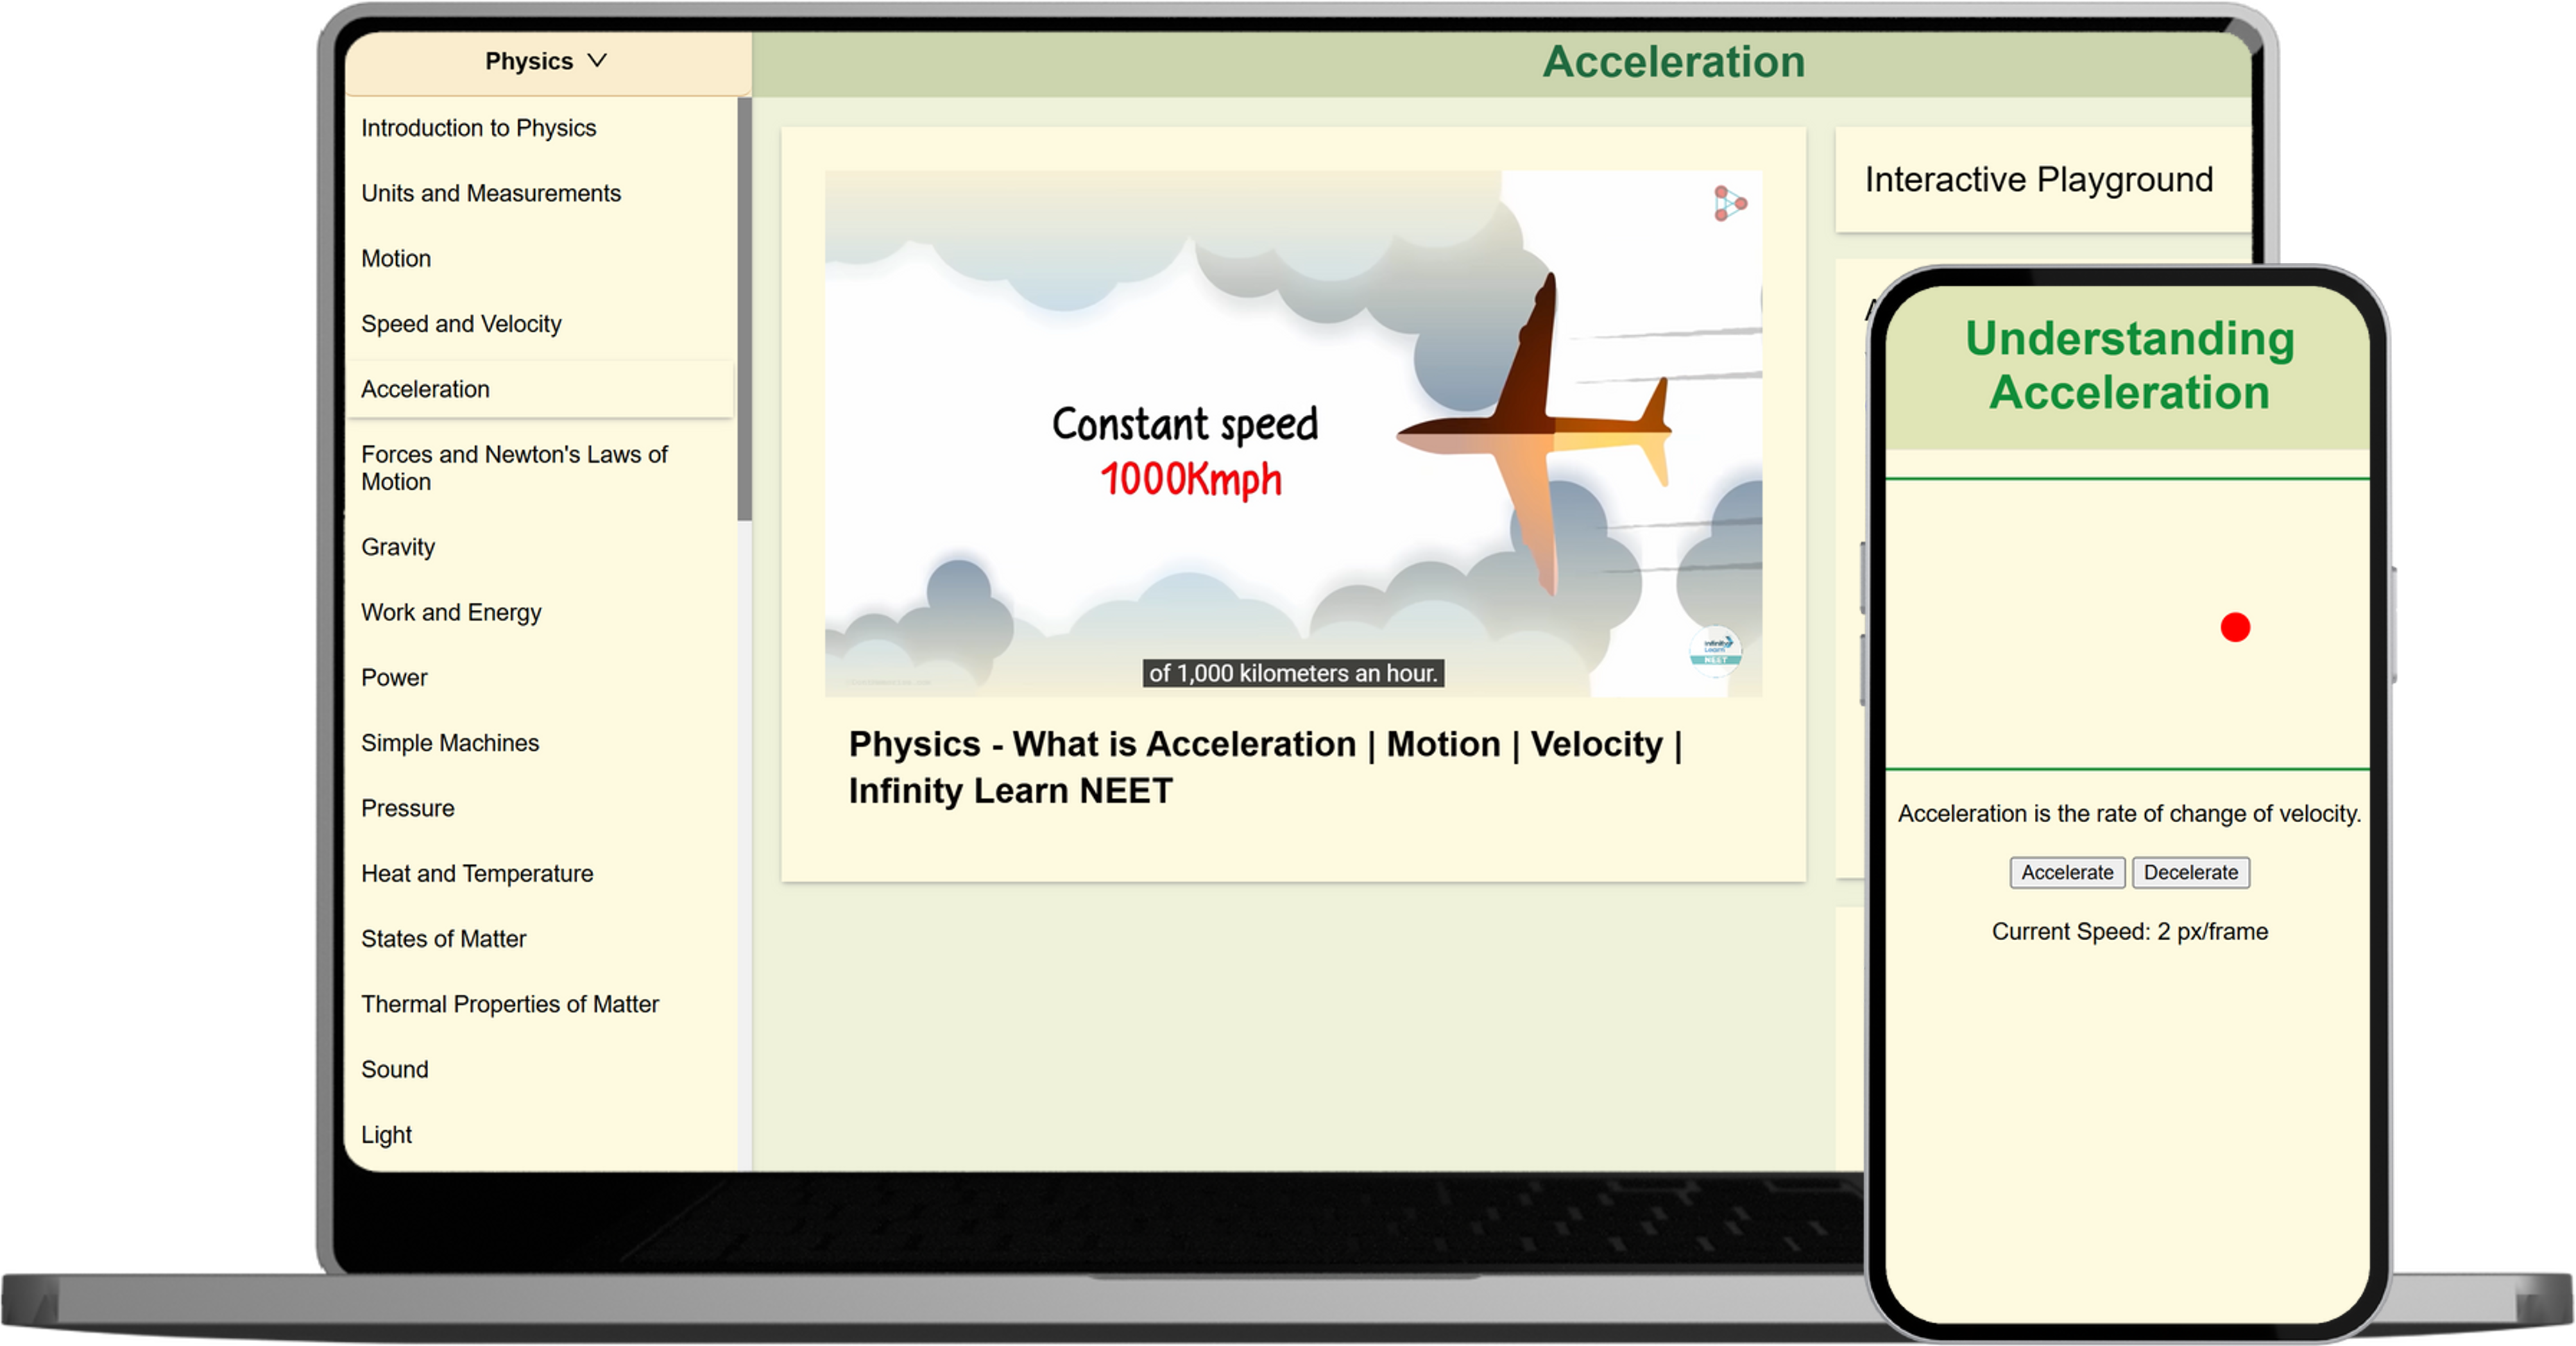 Physics
Acceleration
Introduction to Physics
Units and Measurements
Motion
Speed and Velocity
Acceleration
Forces and Newton's Laws of
Motion
Gravity
Work and Energy
Power
Simple Machines
Pressure
Heat and Temperature
States of Matter
Thermal Properties of Matter
Sound
Light
Constant speed
1000Kmph
infinity
Learn
NEET
of 1,000 kilometers an hour.
Physics - What is Acceleration | Motion | Velocity |
Infinity Learn NEET
Interactive Playground
Understanding
Acceleration
Acceleration is the rate of change of velocity.
Accelerate Decelerate
Current Speed: 2 px/frame